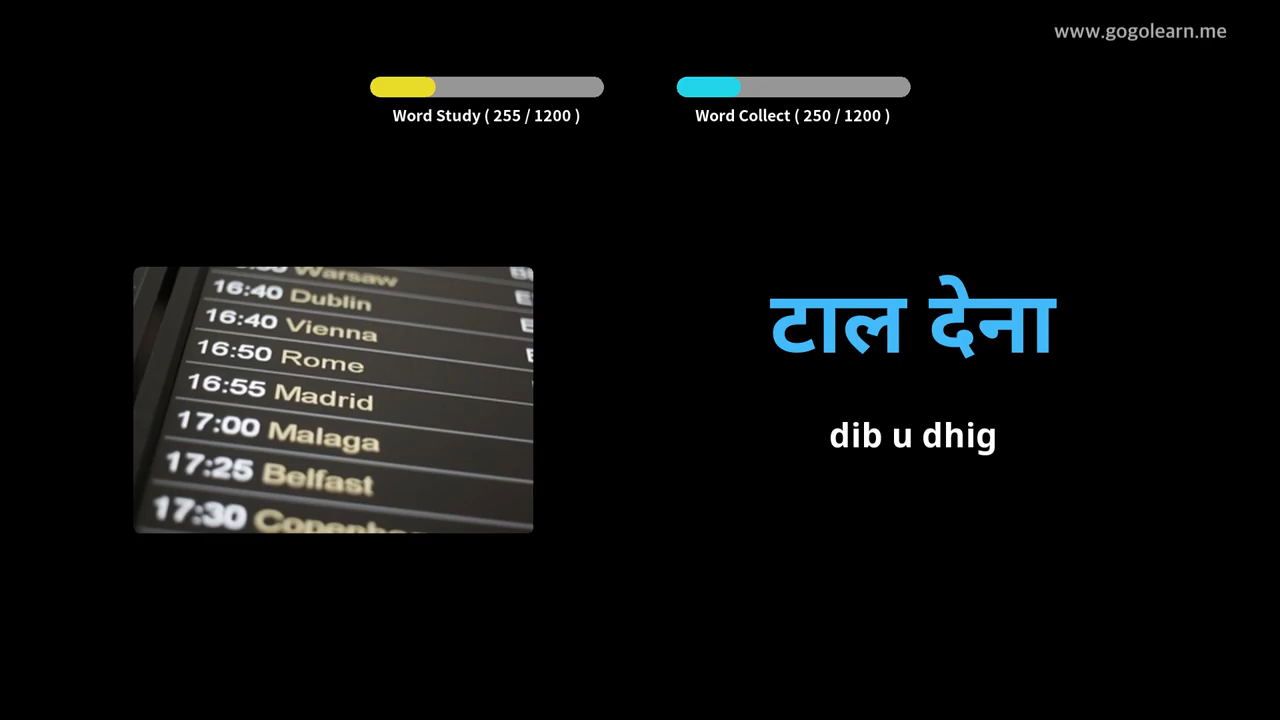 www.gogolearn.me
Word Study ( 255 / 1200 )
Word Collect ( 250 / 1200 )
Warsaw
16:40 Dublin
16:40 Vienna
16:50 Rome
16:55 Madrid
17:00 Malaga
17:25 Belfast
17:30
टाल देना
dib u dhig